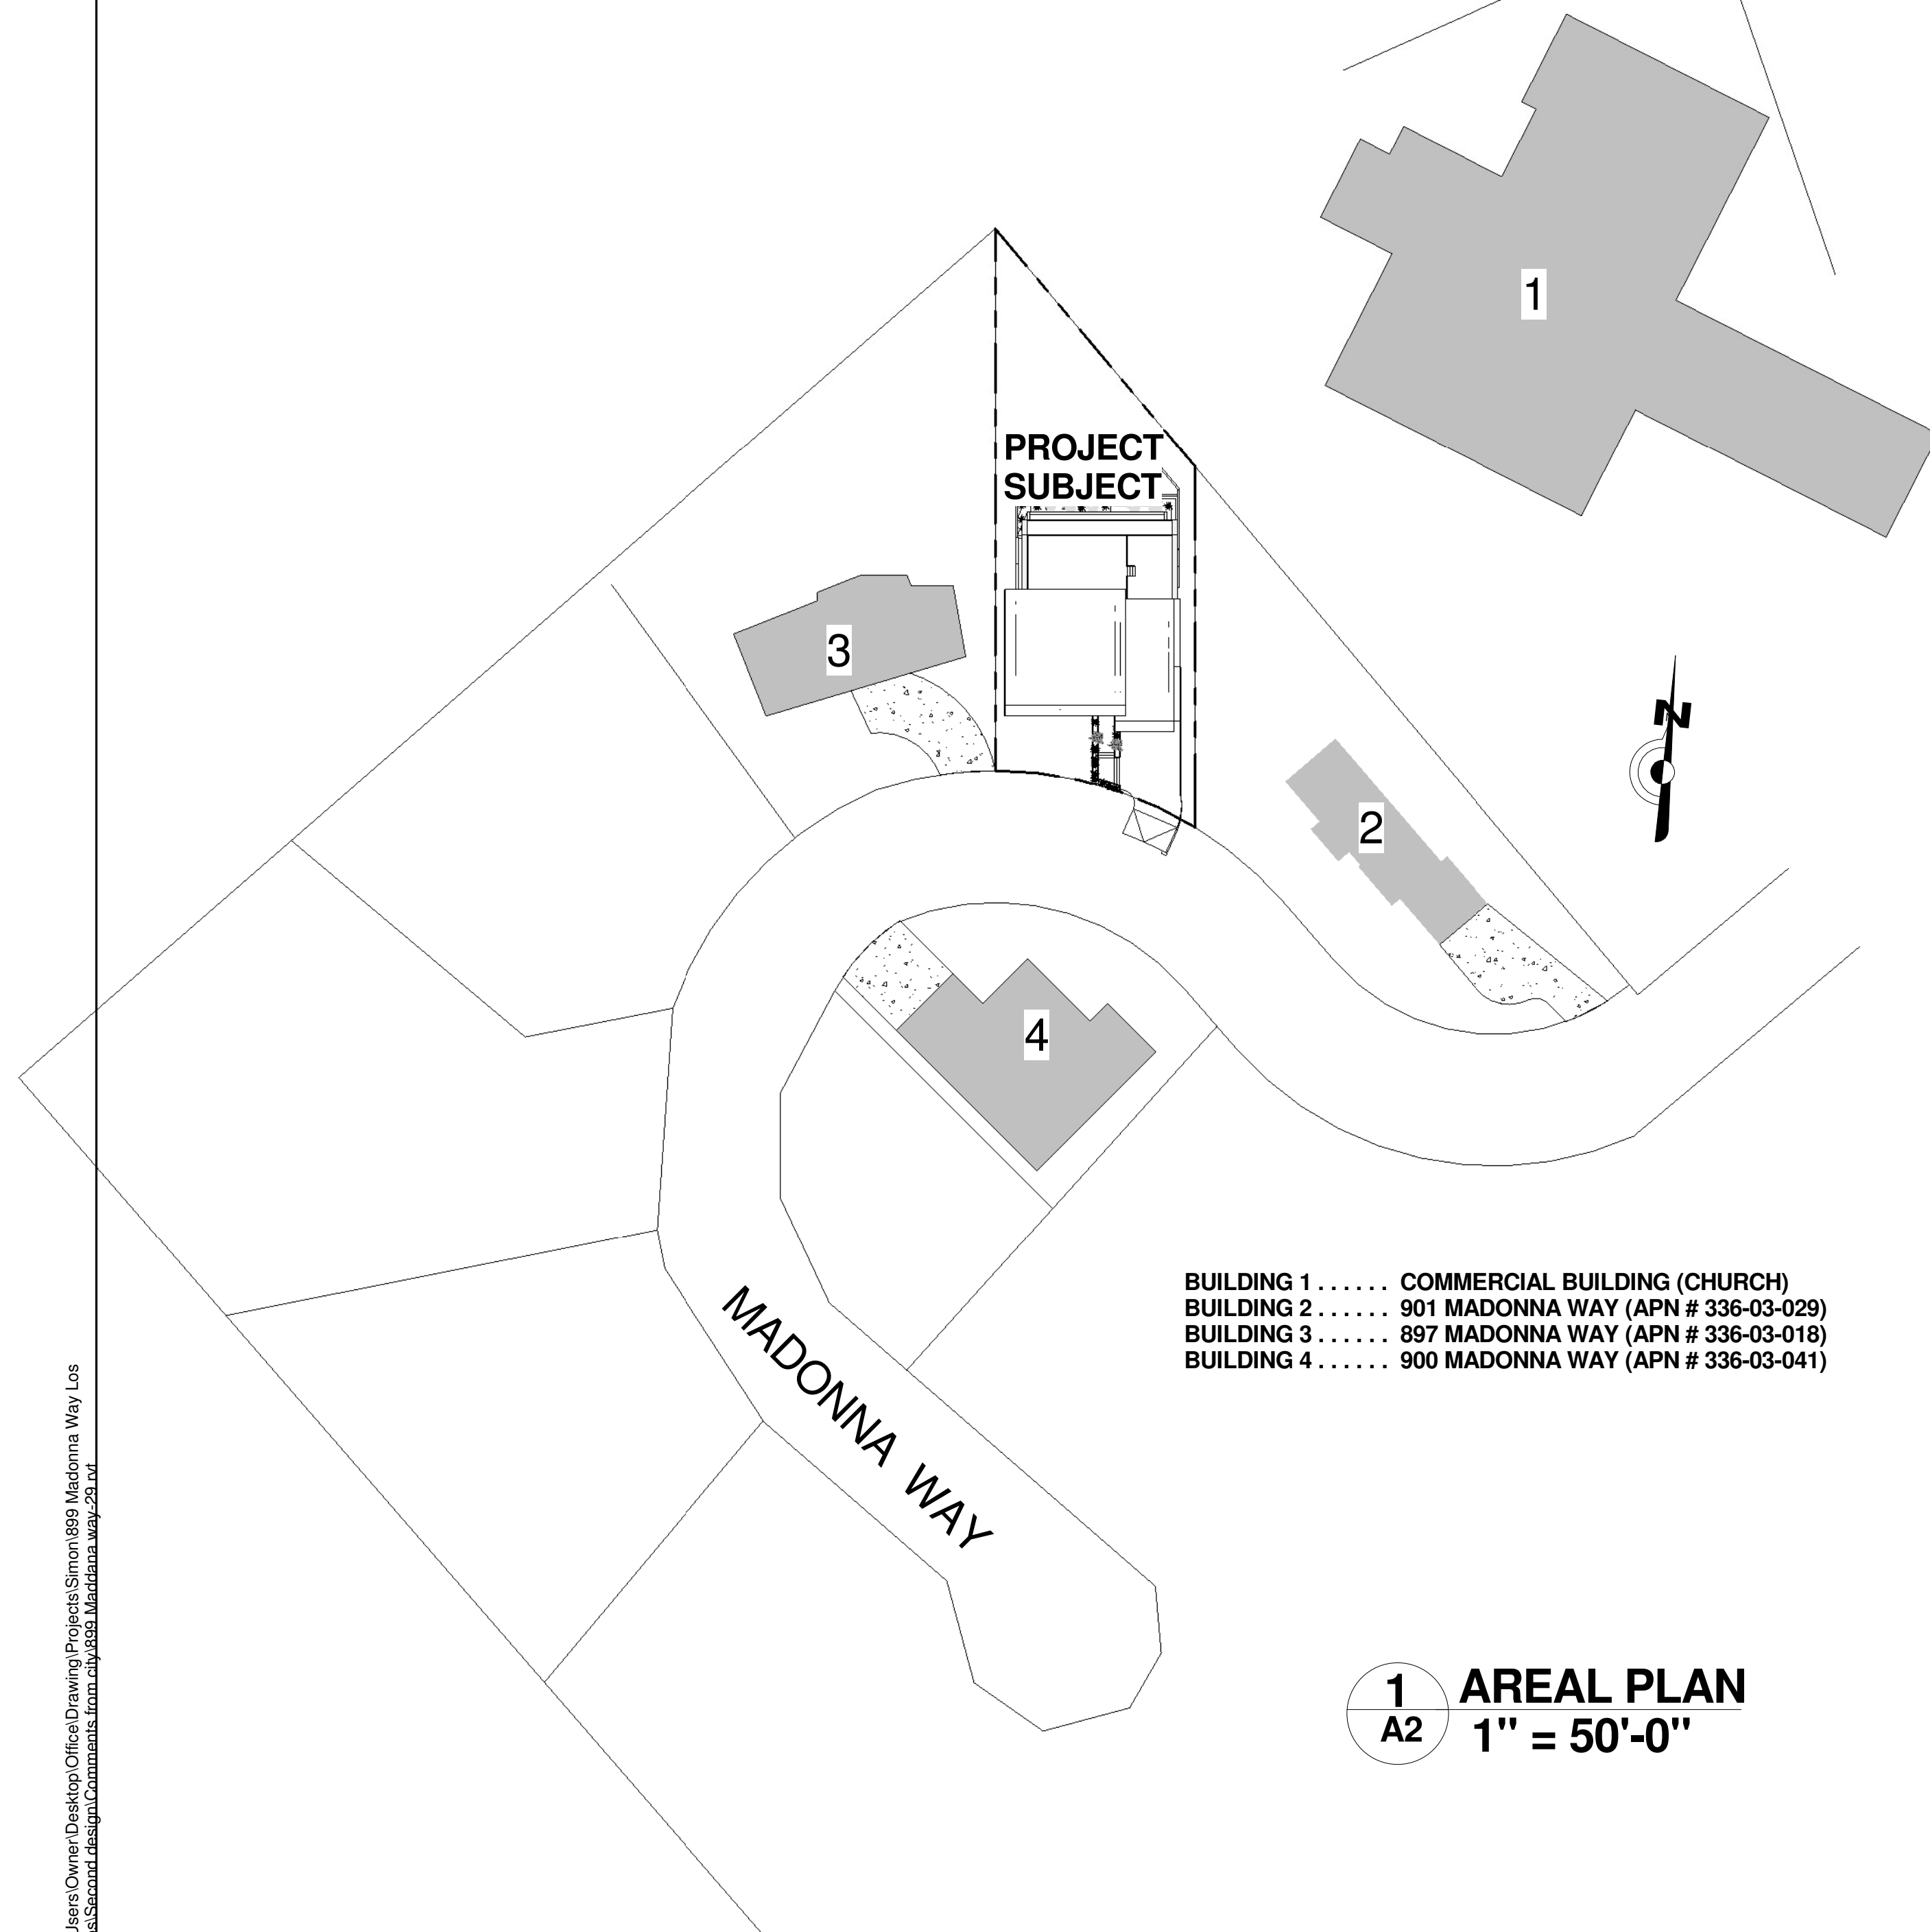 1
PROJECT
SUBJECT
3
N
2
4
BUILDING 1 . . . . . . COMMERCIAL BUILDING (CHURCH)
BUILDING 2 . . . . . . 901 MADONNA WAY (APN # 336-03-029)
BUILDING 3 . . . . . . 897 MADONNA WAY (APN # 336-03-018)
BUILDING 4 . . . . . . 900 MADONNA WAY (APN # 336-03-041)
MADONNA WAY
1
A2
AREAL PLAN
1" = 50'-0"
Users\Owner\Desktop\Office\Drawing\Projects\Simon\899 Madonna Way Los
s\Second design\Comments from city\899 Maddana way-29.rvt